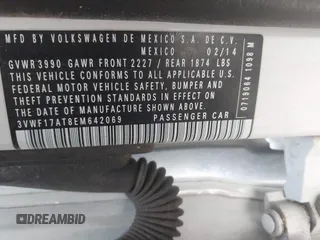 MFD BY VOLKSWAGEN DE MEXICO S.A. DE C.V.
MEXICO 02/14
GVWR 3990 GAWR FRONT 2227 / REAR 1874 LBS
THIS VEHICLE CONFORMS TO ALL APPLICABLE U.S.
FEDERAL MOTOR VEHICLE SAFETY, BUMPER AND
THEFT PREVENTION STANDARDS IN EFFECT ON THE
DATE OF MANUFACTURE SHOWN ABOVE.
3VWF17AT8EM642069 PASSENGER CAR
0719064 1098 M
DREAMBID